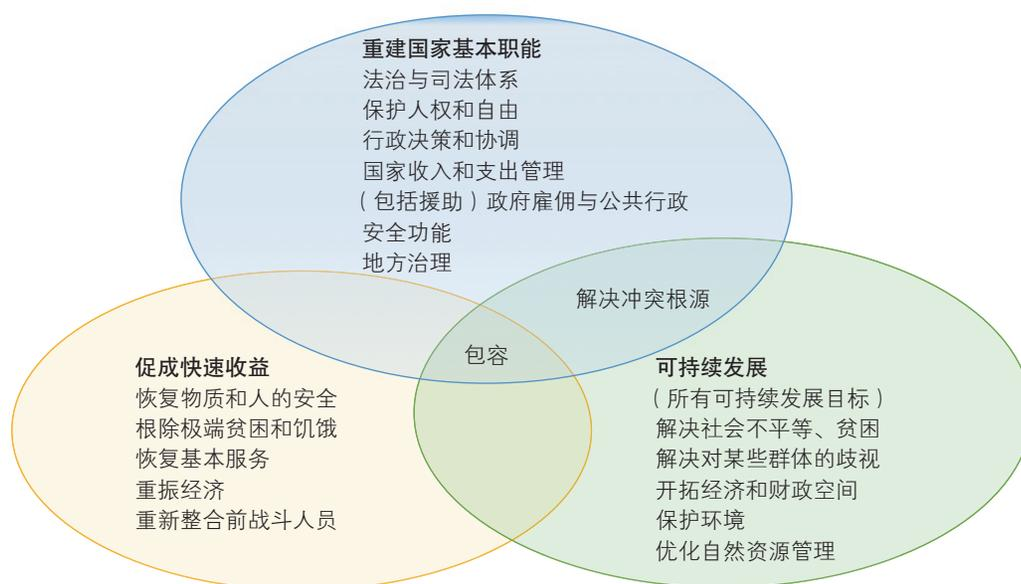 重建国家基本职能
法治与司法体系
保护人权和自由
行政决策和协调
国家收入和支出管理
（包括援助）政府雇佣与公共行政
安全功能
地方治理
解决冲突根源
包容
促成快速收益
恢复物质和人的安全
根除极端贫困和饥饿
恢复基本服务
重振经济
重新整合前战斗人员
可持续发展
（所有可持续发展目标）
解决社会不平等、贫困
解决对某些群体的歧视
开拓经济和财政空间
保护环境
优化自然资源管理